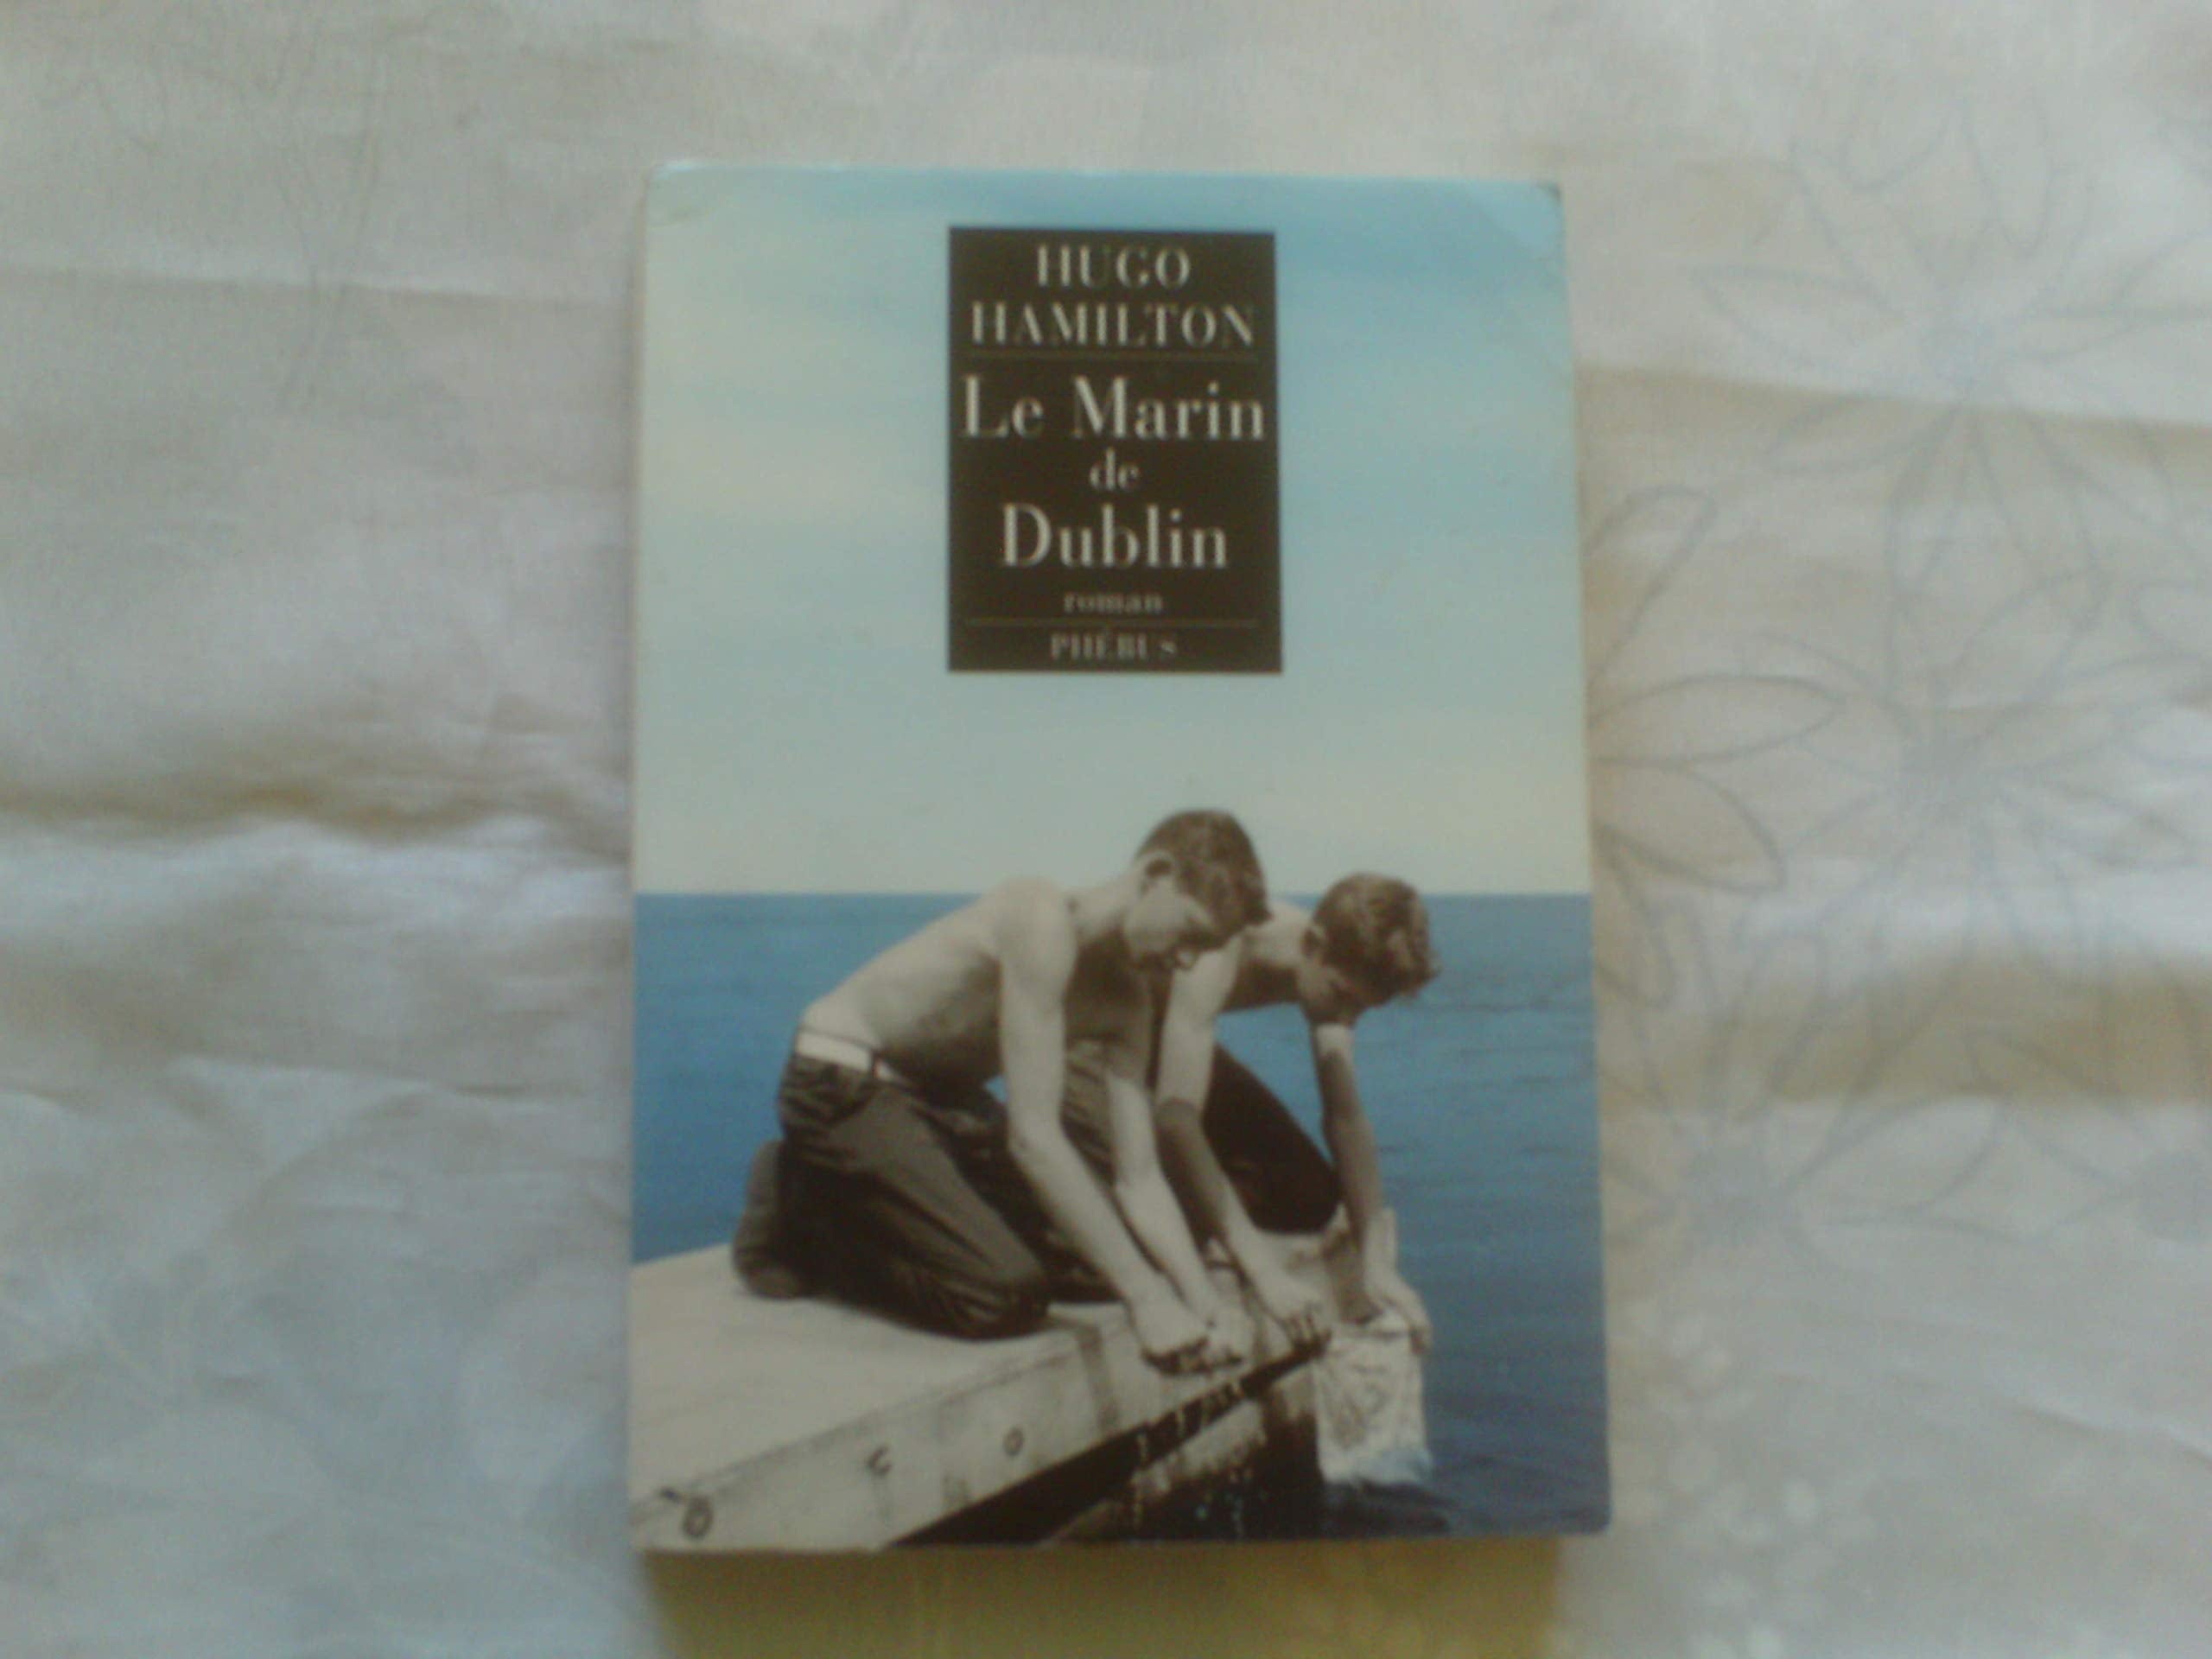 HUGO
HAMILTON
Le Marin
de
Dublin
roman
PHÉBUS